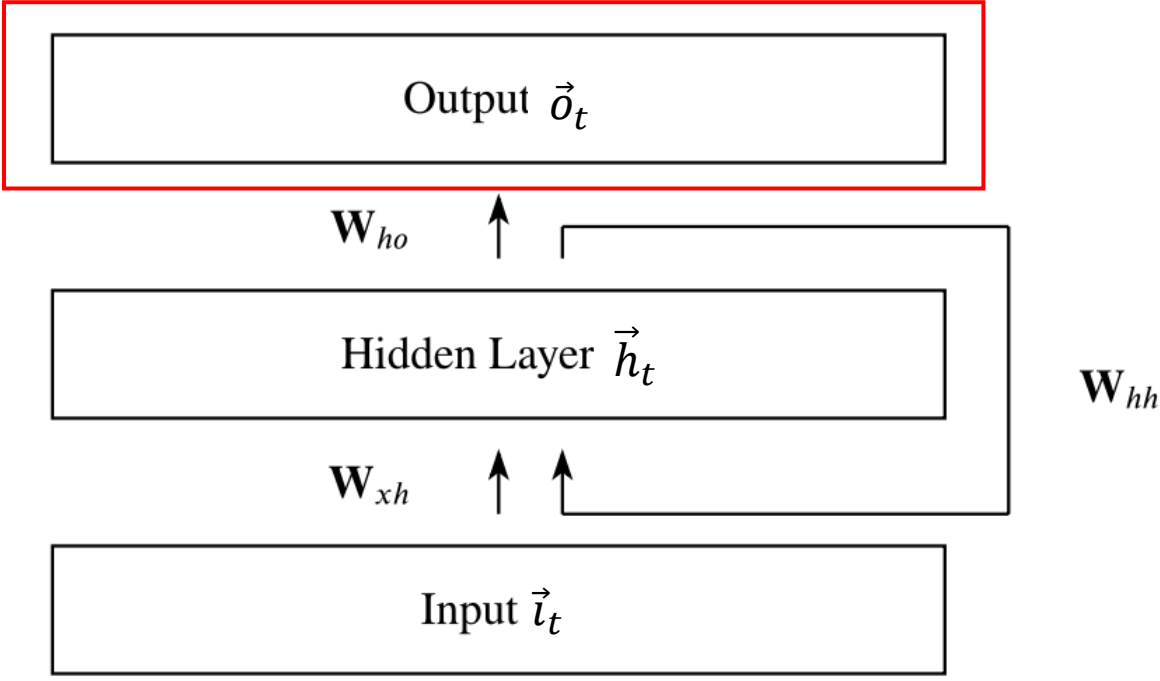 Output $\vec{o}_t$
$\mathbf{W}_{ho}$
Hidden Layer $\vec{h}_t$
$\mathbf{W}_{hh}$
$\mathbf{W}_{xh}$
Input $\vec{\imath}_t$